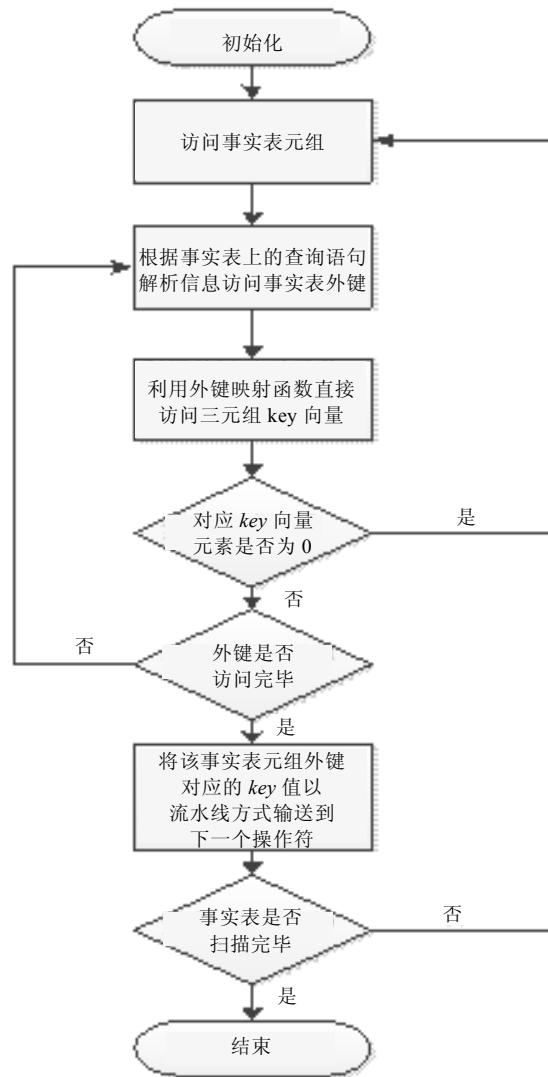 初始化
访问事实表元组
根据事实表上的查询语句
解析信息访问事实表外键
利用外键映射函数直接
访问三元组 key 向量
对应 key 向量
元素是否为 0
是
否
外键是否
访问完毕
否
是
将该事实表元组外键
对应的 key 值以
流水线方式输送到
下一个操作符
事实表是否
扫描完毕
否
是
结束